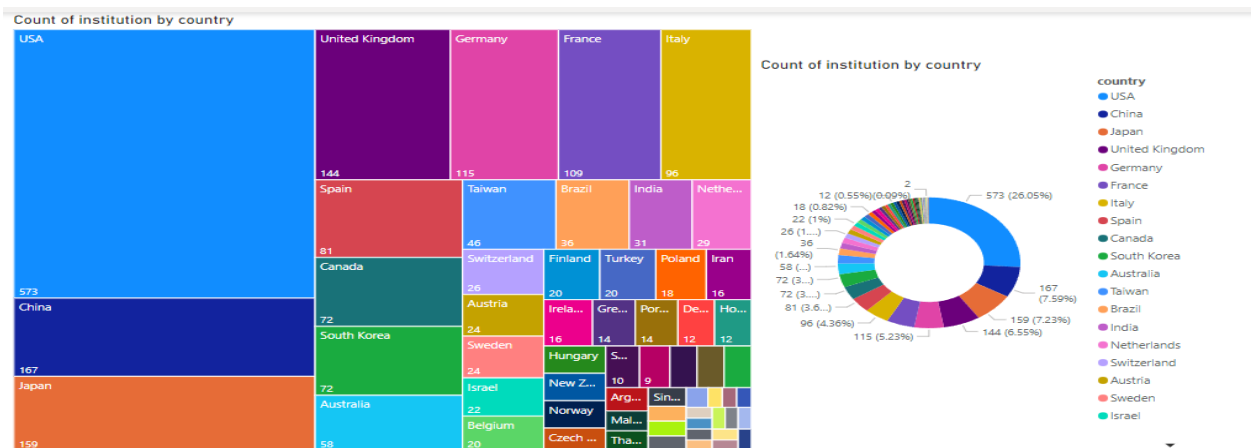 Count of institution by country
USA
573
China
167
Japan
159
United Kingdom
144
Germany
115
France
109
Italy
96
Spain
81
Canada
72
South Korea
72
Australia
58
Taiwan
46
Brazil
36
India
31
Nethe...
29
Switzerland
26
Austria
24
Sweden
24
Israel
22
Belgium
20
Finland
20
Turkey
20
Poland
18
Iran
16
Irela...
16
Gre...
14
Por...
14
De...
12
Ho...
12
Hungary
New Z...
Norway
Czech ...
S...
10
9
Arg...
Mal...
Tha...
Sin...
Count of institution by country
2
12 (0.55%)(0.09%)
18 (0.82%)
22 (1%)
26 (1....)
36
(1.64%)
58 (...)
72 (3...)
72 (3....)
81 (3.6...)
96 (4.36%)
115 (5.23%)
144 (6.55%)
159 (7.23%)
167
(7.59%)
573 (26.05%)
country
USA
China
Japan
United Kingdom
Germany
France
Italy
Spain
Canada
South Korea
Australia
Taiwan
Brazil
India
Netherlands
Switzerland
Austria
Sweden
Israel